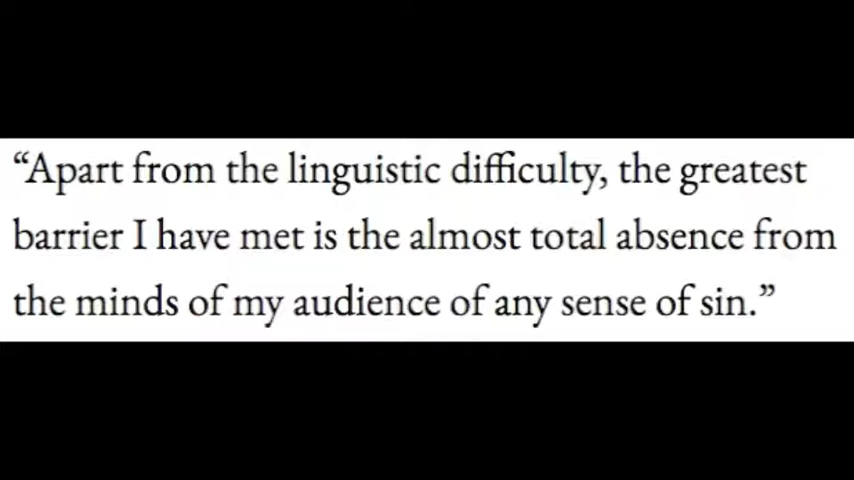 “Apart from the linguistic difficulty, the greatest
barrier I have met is the almost total absence from
the minds of my audience of any sense of sin.”